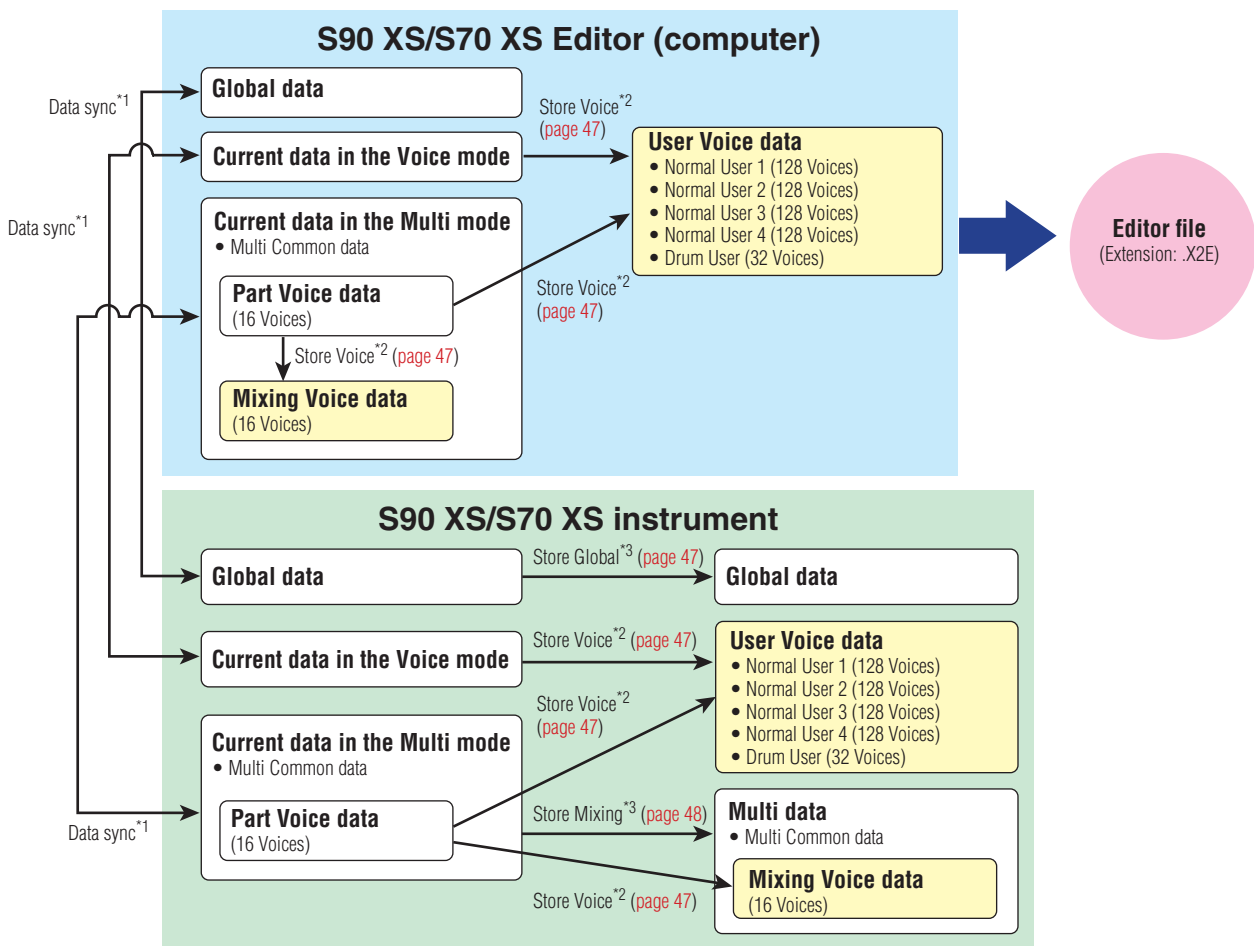 S90 XS/S70 XS Editor (computer)
Data sync*1
Global data
Store Voice*2
(page 47)
Current data in the Voice mode
User Voice data
• Normal User 1 (128 Voices)
• Normal User 2 (128 Voices)
• Normal User 3 (128 Voices)
• Normal User 4 (128 Voices)
• Drum User (32 Voices)
Editor file
(Extension: .X2E)
Data sync*1
Current data in the Multi mode
• Multi Common data
Part Voice data
(16 Voices)
Store Voice*2
(page 47)
Store Voice*2 (page 47)
Mixing Voice data
(16 Voices)
S90 XS/S70 XS instrument
Global data
Store Global*3 (page 47)
Global data
Current data in the Voice mode
Store Voice*2 (page 47)
User Voice data
• Normal User 1 (128 Voices)
• Normal User 2 (128 Voices)
• Normal User 3 (128 Voices)
• Normal User 4 (128 Voices)
• Drum User (32 Voices)
Store Voice*2
(page 47)
Current data in the Multi mode
• Multi Common data
Part Voice data
(16 Voices)
Data sync*1
Store Mixing*3 (page 48)
Multi data
• Multi Common data
Mixing Voice data
(16 Voices)
Store Voice*2 (page 47)